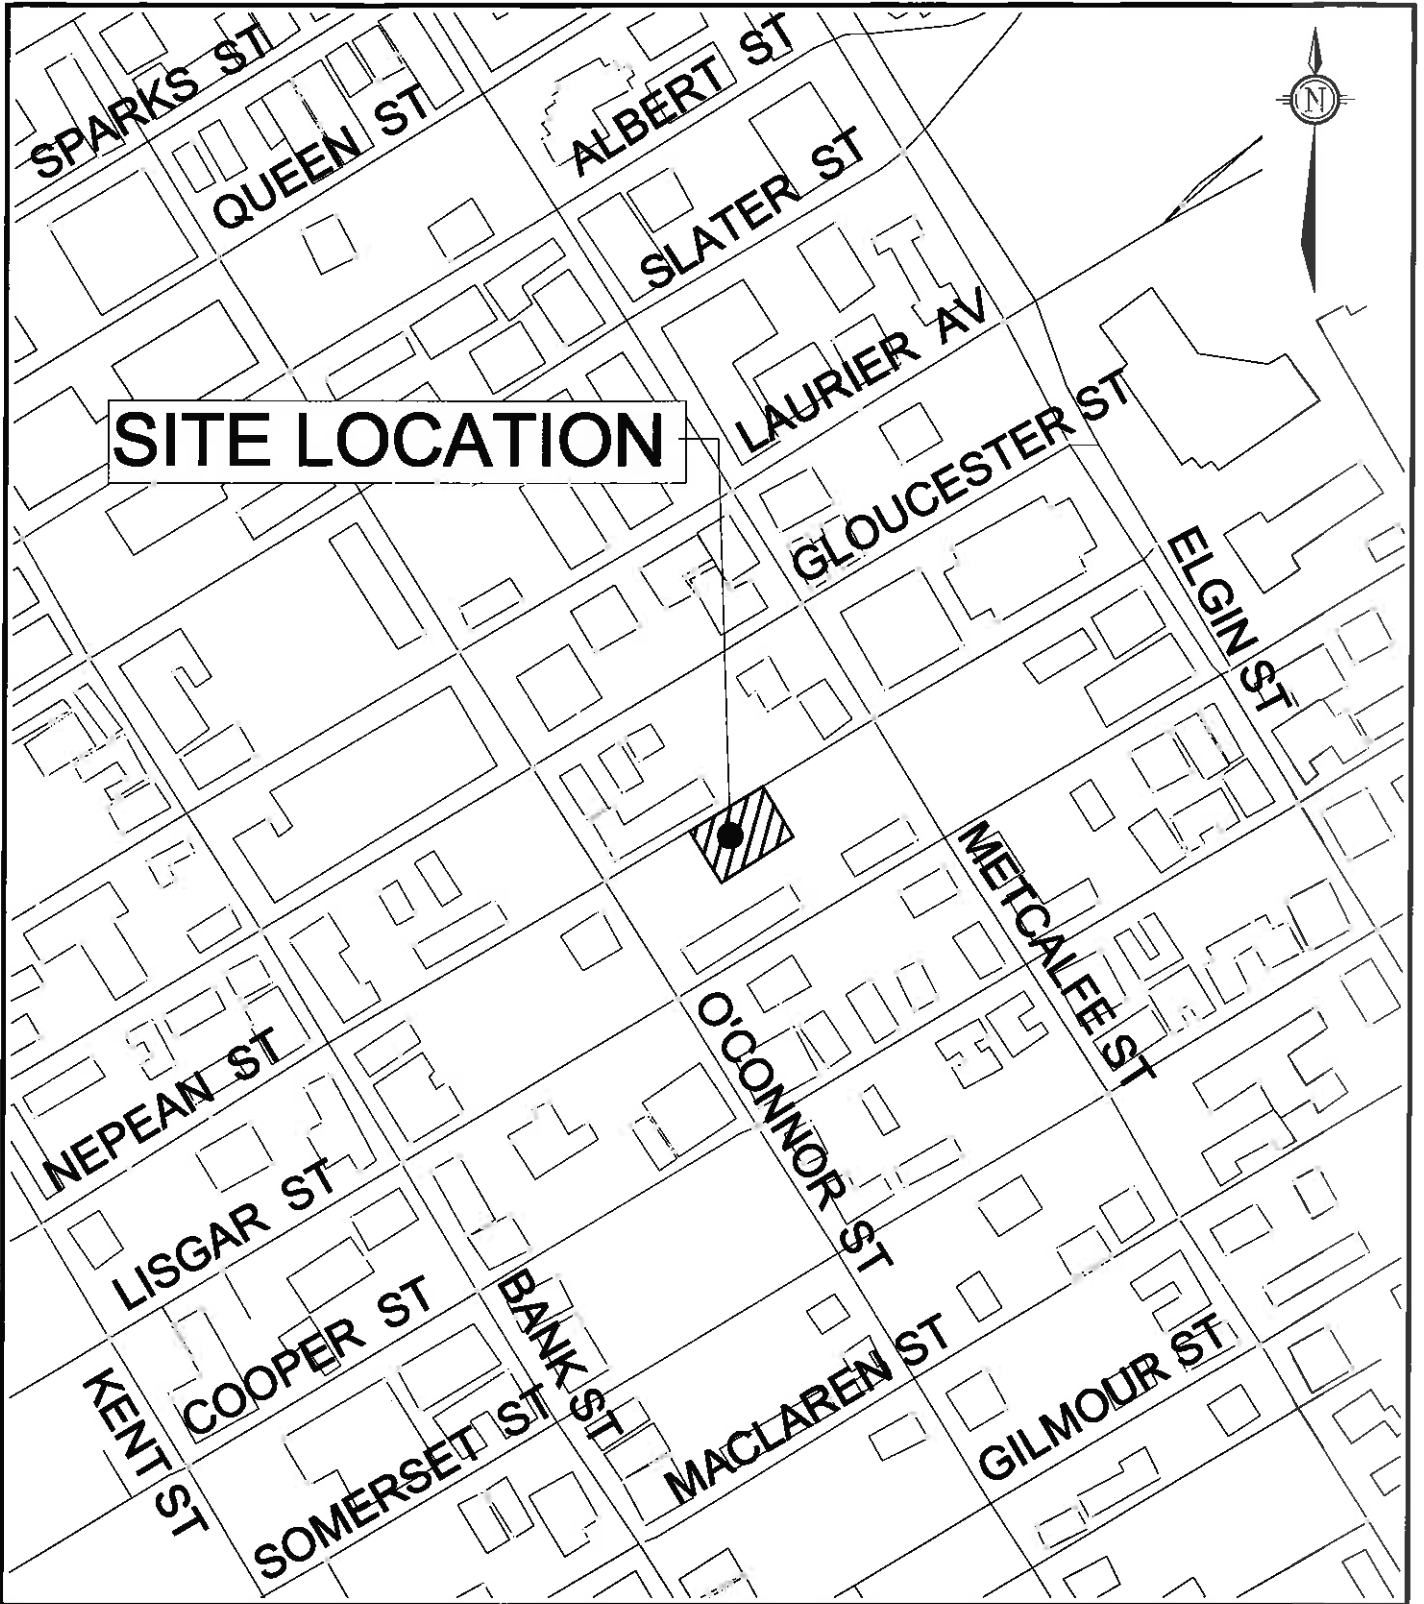 SPARKS ST
QUEEN ST
ALBERT ST
SLATER ST
N
LAURIER AV
SITE LOCATION
GLOUCESTER ST
ELGIN ST
METCALFE ST
O'CONNOR ST
NEPEAN ST
LISGAR ST
COOPER ST
BANK ST
KENT ST
SOMERSET ST
MACLAREN ST
GILMOUR ST